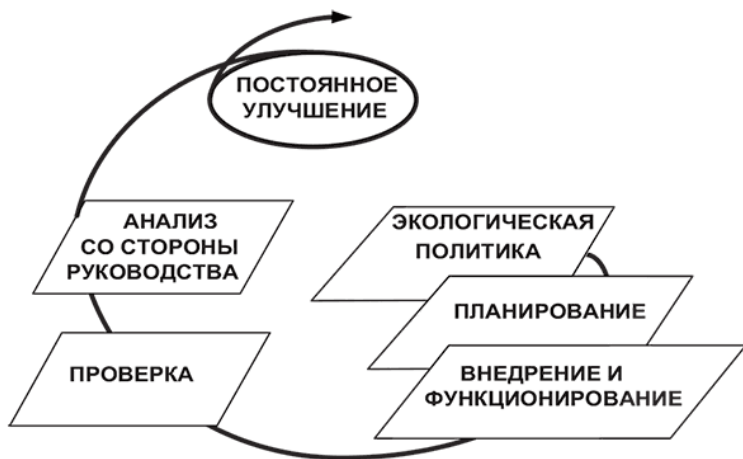 ПОСТОЯННОЕ
УЛУЧШЕНИЕ
АНАЛИЗ
СО СТОРОНЫ
РУКОВОДСТВА
ЭКОЛОГИЧЕСКАЯ
ПОЛИТИКА
ПЛАНИРОВАНИЕ
ПРОВЕРКА
ВНЕДРЕНИЕ И
ФУНКЦИОНИРОВАНИЕ